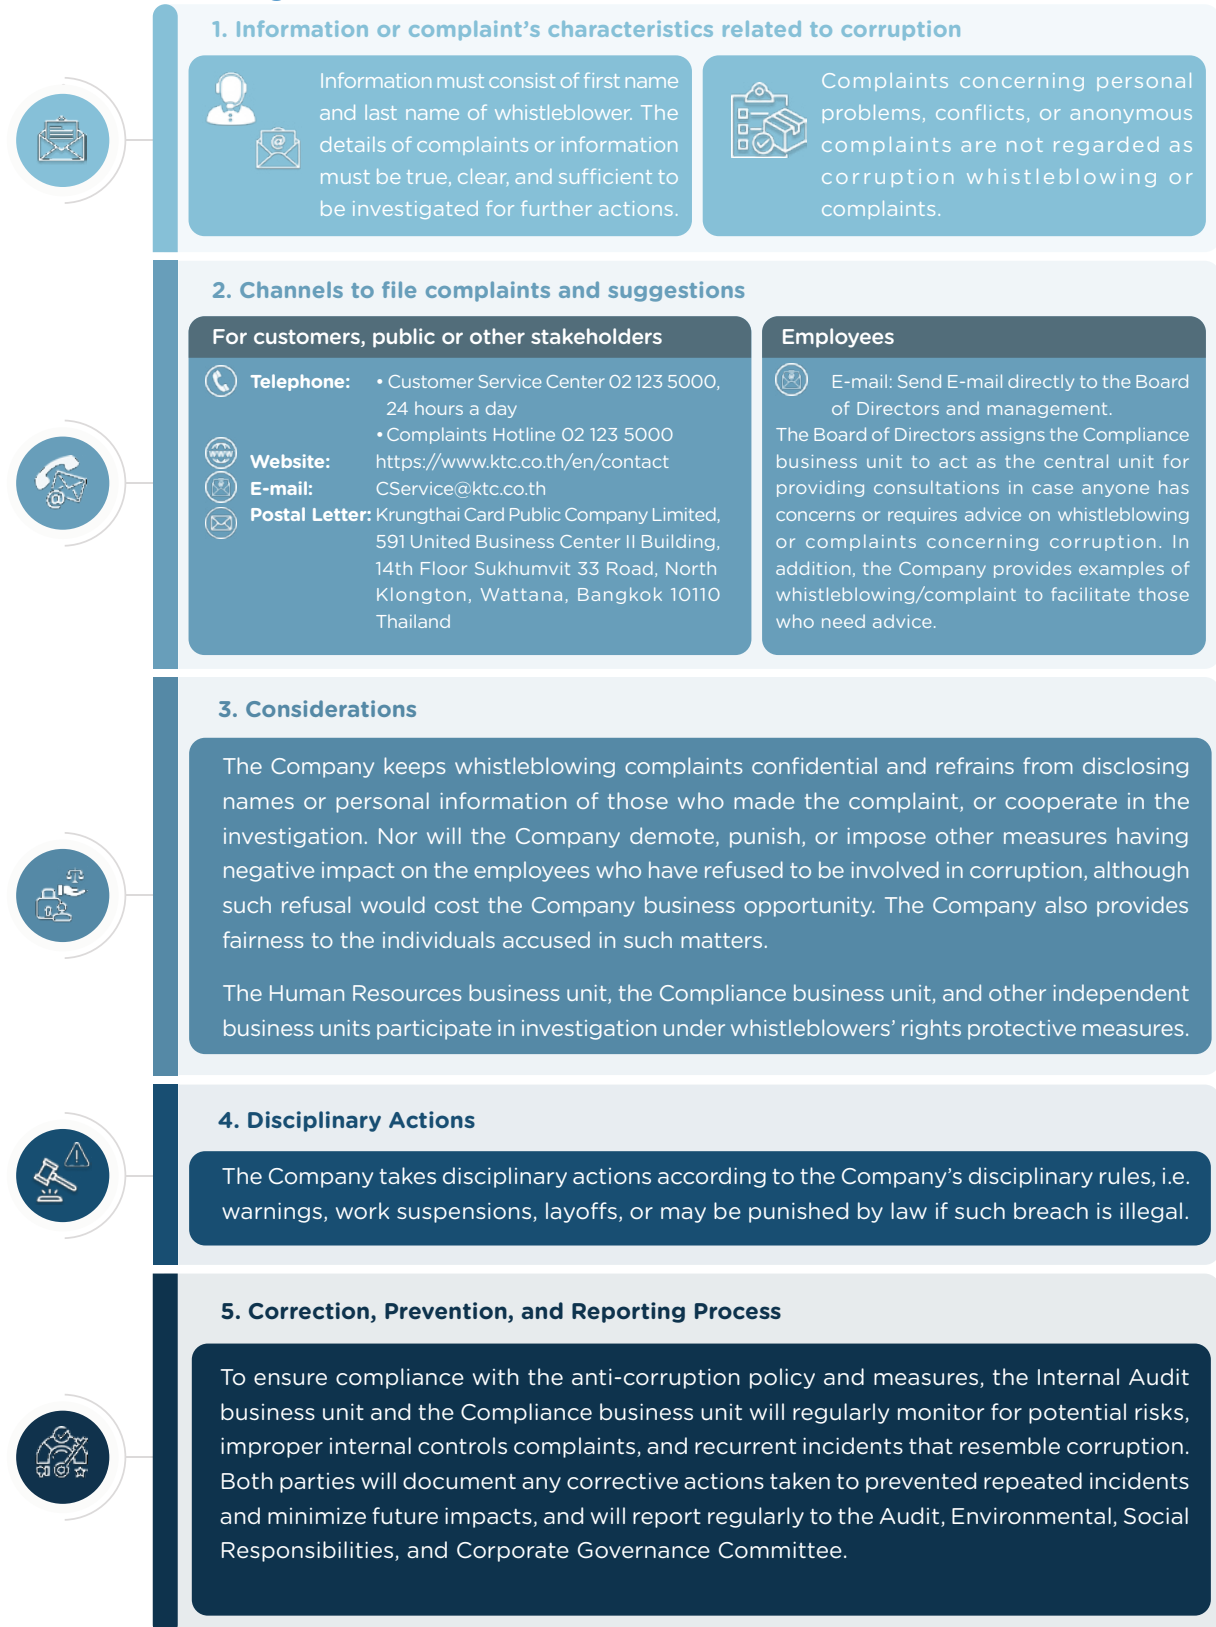 1. Information or complaint's characteristics related to corruption
Information must consist of first name
and last name of whistleblower. The
details of complaints or information
must be true, clear, and sufficient to
be investigated for further actions.
Complaints concerning personal
problems, conflicts, or anonymous
complaints are not regarded as
corruption whistleblowing or
complaints.
2. Channels to file complaints and suggestions
For customers, public or other stakeholders
Telephone: • Customer Service Center 02 123 5000,
24 hours a day
• Complaints Hotline 02 123 5000
www
Website: https://www.ktc.co.th/en/contact
E-mail: CService@ktc.co.th
Postal Letter: Krungthai Card Public Company Limited,
591 United Business Center II Building,
14th Floor Sukhumvit 33 Road, North
Klongton, Wattana, Bangkok 10110
Thailand
Employees
E-mail: Send E-mail directly to the Board
of Directors and management.
The Board of Directors assigns the Compliance
business unit to act as the central unit for
providing consultations in case anyone has
concerns or requires advice on whistleblowing
or complaints concerning corruption. In
addition, the Company provides examples of
whistleblowing/complaint to facilitate those
who need advice.
3. Considerations
The Company keeps whistleblowing complaints confidential and refrains from disclosing
names or personal information of those who made the complaint, or cooperate in the
investigation. Nor will the Company demote, punish, or impose other measures having
negative impact on the employees who have refused to be involved in corruption, although
such refusal would cost the Company business opportunity. The Company also provides
fairness to the individuals accused in such matters.
The Human Resources business unit, the Compliance business unit, and other independent
business units participate in investigation under whistleblowers' rights protective measures.
4. Disciplinary Actions
The Company takes disciplinary actions according to the Company's disciplinary rules, i.e.
warnings, work suspensions, layoffs, or may be punished by law if such breach is illegal.
5. Correction, Prevention, and Reporting Process
To ensure compliance with the anti-corruption policy and measures, the Internal Audit
business unit and the Compliance business unit will regularly monitor for potential risks,
improper internal controls complaints, and recurrent incidents that resemble corruption.
Both parties will document any corrective actions taken to prevented repeated incidents
and minimize future impacts, and will report regularly to the Audit, Environmental, Social
Responsibilities, and Corporate Governance Committee.